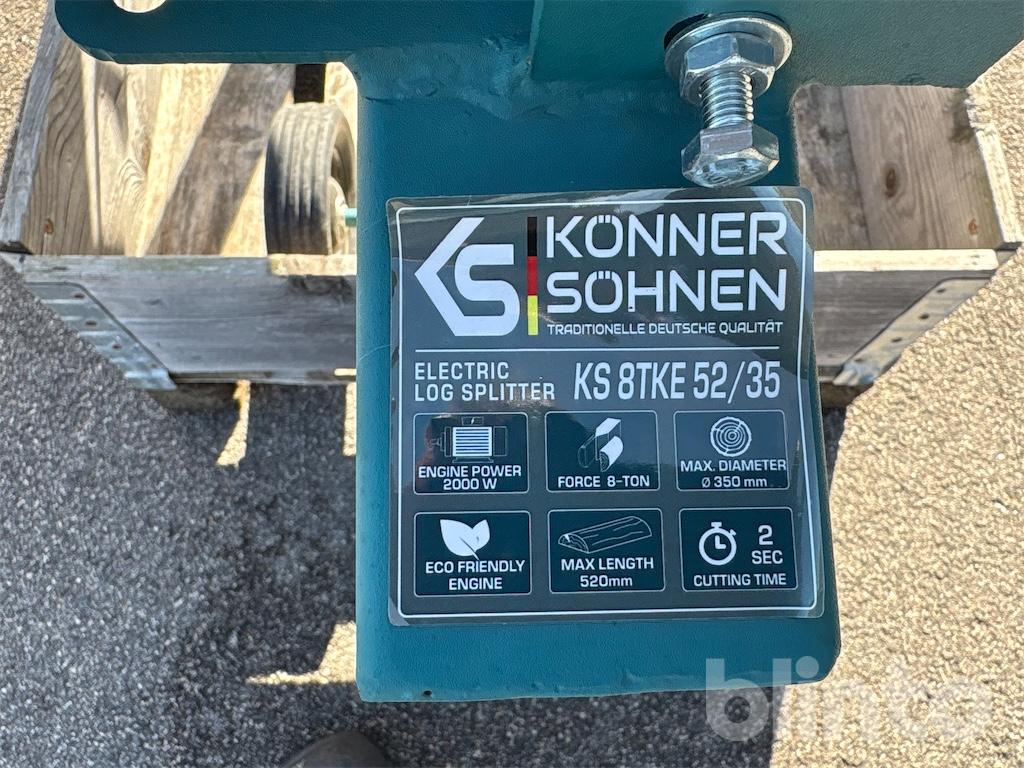 KS
KÖNNER
SÖHNEN
TRADITIONELLE DEUTSCHE QUALITÄT
ELECTRIC
LOG SPLITTER
KS 8TKE 52/35
ENGINE POWER
2000 W
FORCE 8-TON
MAX. DIAMETER
Ø 350 mm
ECO FRIENDLY
ENGINE
MAX LENGTH
520mm
2
SEC
CUTTING TIME
blinto